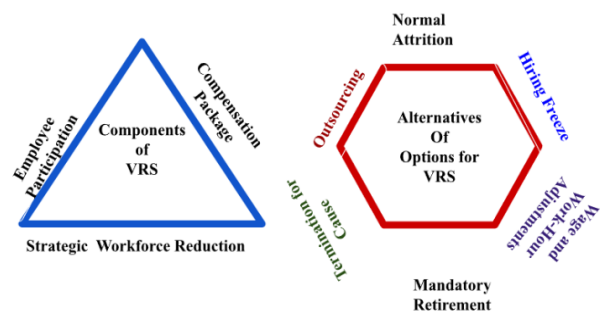 Components
of
VRS
Employee
Participation
Compensation
Package
Strategic Workforce Reduction
Normal
Attrition
Outsourcing
Hiring Freeze
Alternatives
Of
Options for
VRS
Termination for
Cause
Wage and
Work-Hour
Adjustments
Mandatory
Retirement